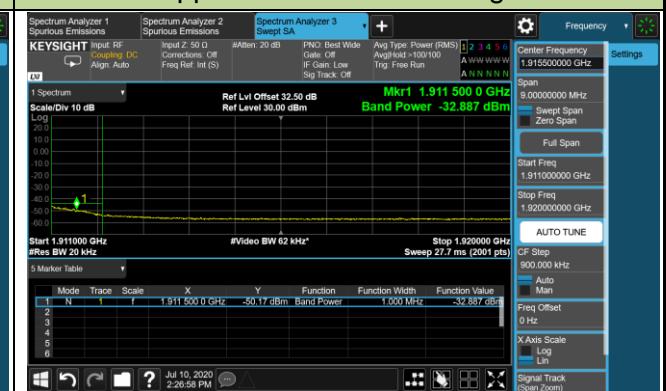 Spectrum Analyzer 1
Spurious Emissions
Spectrum Analyzer 2
Spurious Emissions
Spectrum Analyzer 3
Swept SA
+
Frequency
KEYSIGHT
Input: RF
Coupling: DC
Align: Auto
Input Z: 50 Ω
Corrections: Off
Freq Ref: Int (S)
#Atten: 20 dB
PNO: Best Wide
Gate: Off
IF Gain: Low
Sig Track: Off
Avg Type: Power (RMS)
Avg|Hold >100/100
Trig: Free Run
1 2 3 4 5 6
A W W W W W
A N N N N N
LXI
1 Spectrum
Scale/Div 10 dB
Ref Lvl Offset 32.50 dB
Ref Level 30.00 dBm
Mkr1 1.911 500 0 GHz
Band Power -32.887 dBm
Log
20.0
10.0
0.00
-10.0
-20.0
-30.0
-40.0
-50.0
-60.0
1
Start 1.911000 GHz
#Res BW 20 kHz
#Video BW 62 kHz*
Stop 1.920000 GHz
Sweep 27.7 ms (2001 pts)
5 Marker Table
Mode Trace Scale X Y Function Function Width Function Value
1 N 1 f 1.911 500 0 GHz -50.17 dBm Band Power 1.000 MHz -32.887 dBm
2
3
4
5
6
Jul 10, 2020
2:26:58 PM
?
Center Frequency
1.915500000 GHz
Settings
Span
9.00000000 MHz
Swept Span
Zero Span
Full Span
Start Freq
1.911000000 GHz
Stop Freq
1.920000000 GHz
AUTO TUNE
CF Step
900.000 kHz
Auto
Man
Freq Offset
0 Hz
X Axis Scale
Log
Lin
Signal Track
(Span Zoom)